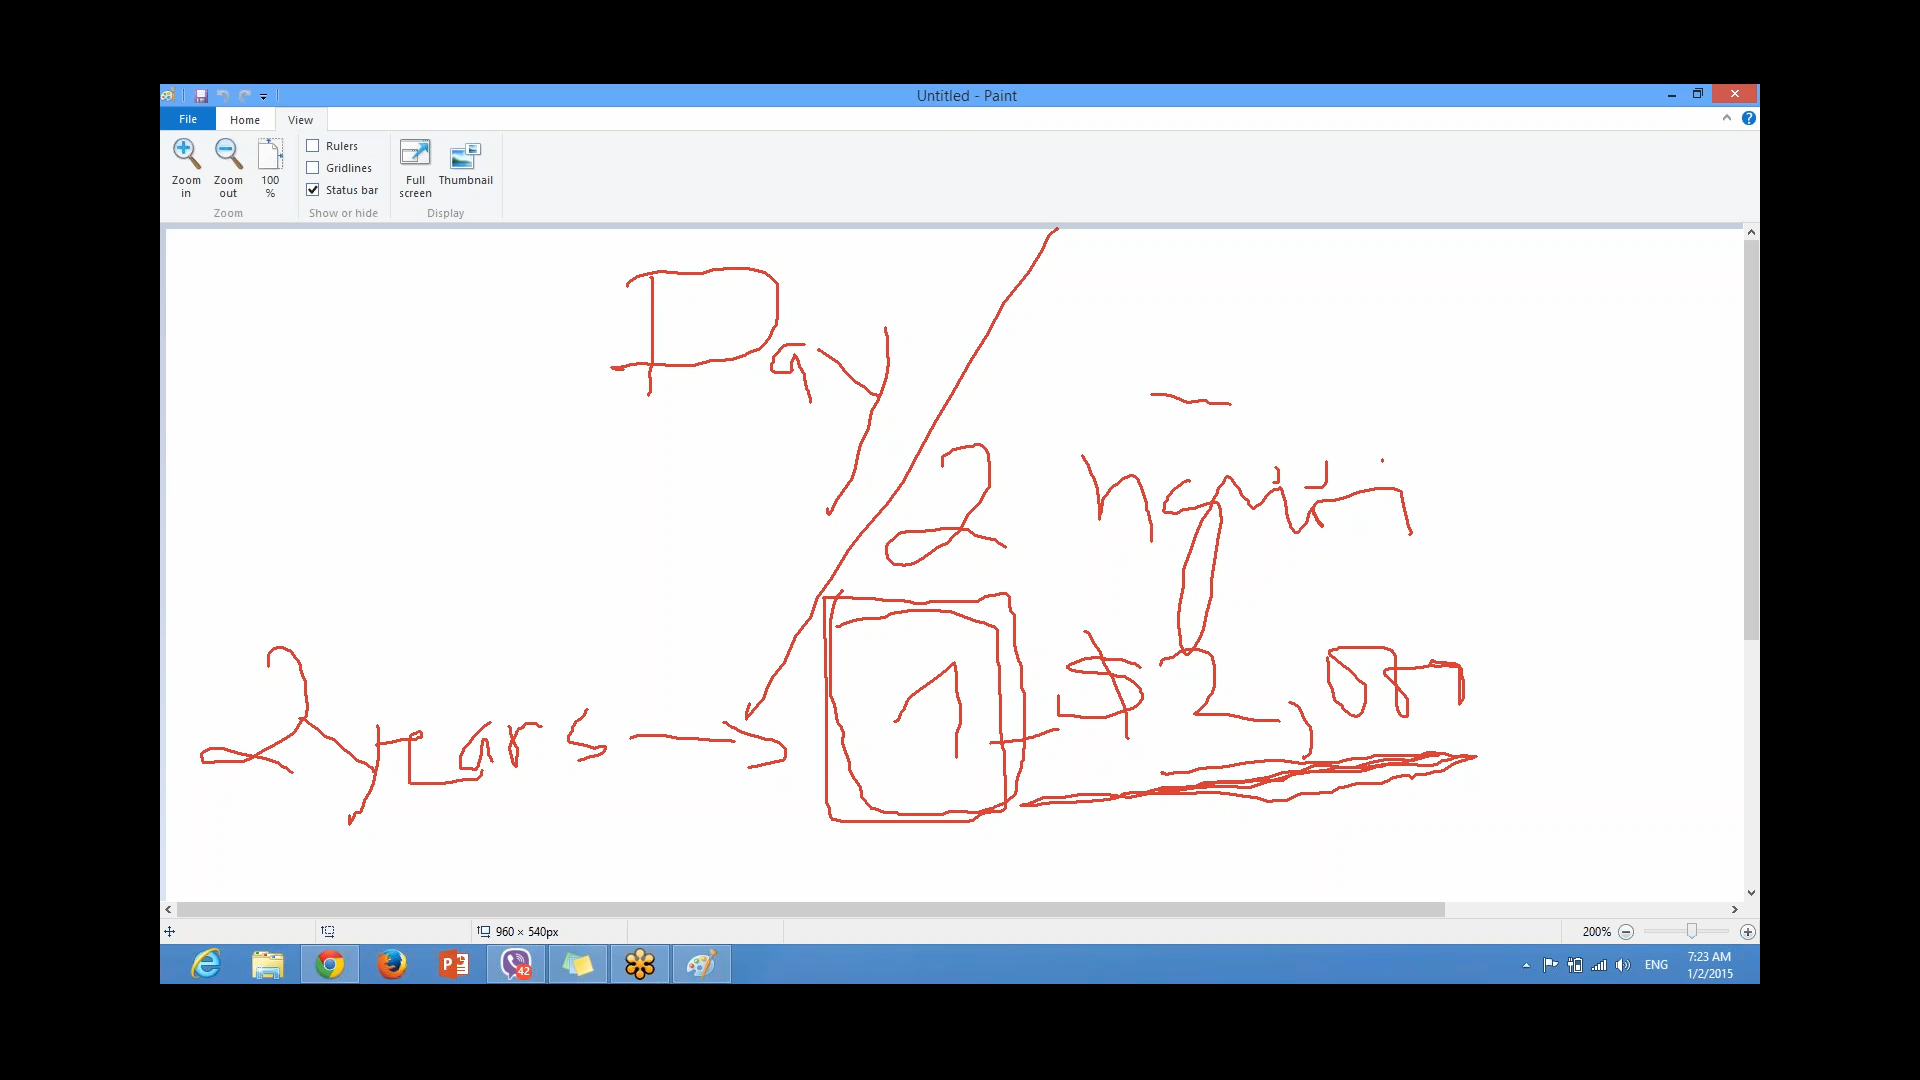 Untitled - Paint
File Home View
Zoom in
Zoom out
100 %
Rulers
Gridlines
Status bar
Full screen
Thumbnail
Zoom
Show or hide
Display
Day
2
2 years
1
$2,
960 × 540px
200%
42
ENG
7:23 AM
1/2/2015